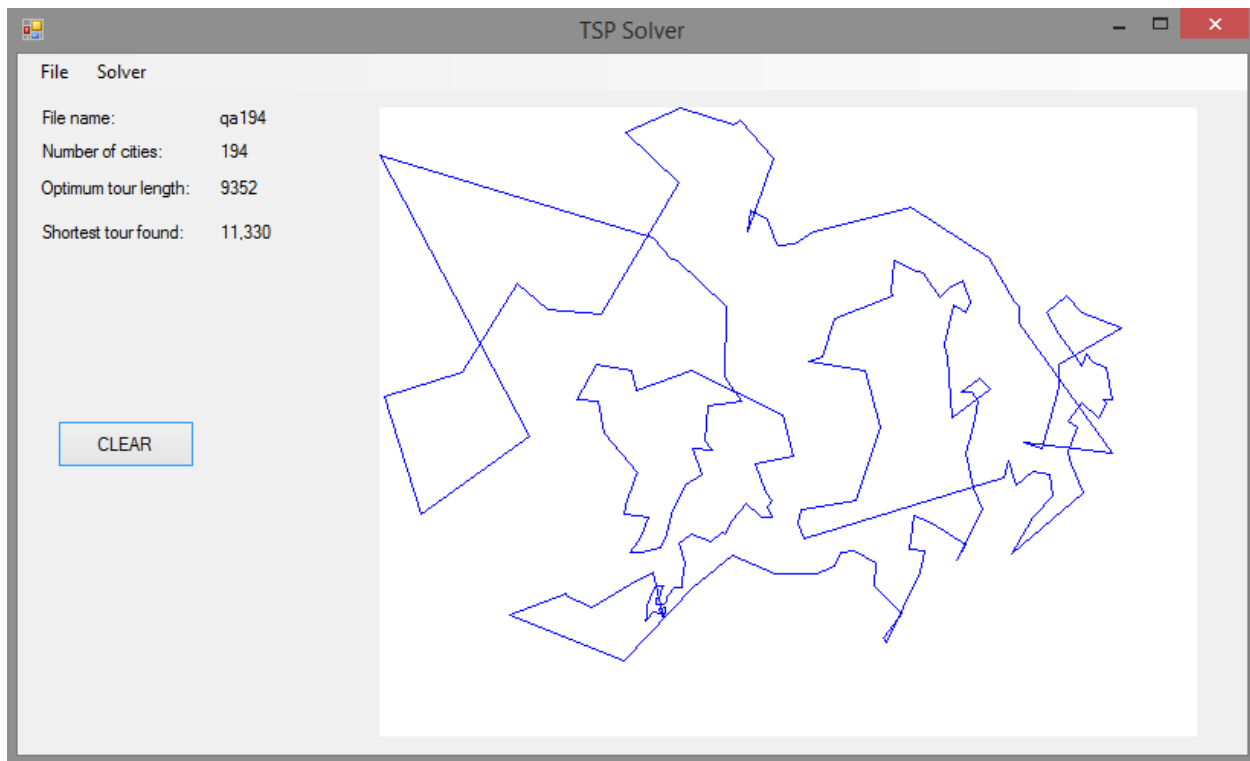 TSP Solver
File Solver
File name: qa194
Number of cities: 194
Optimum tour length: 9352
Shortest tour found: 11,330
CLEAR